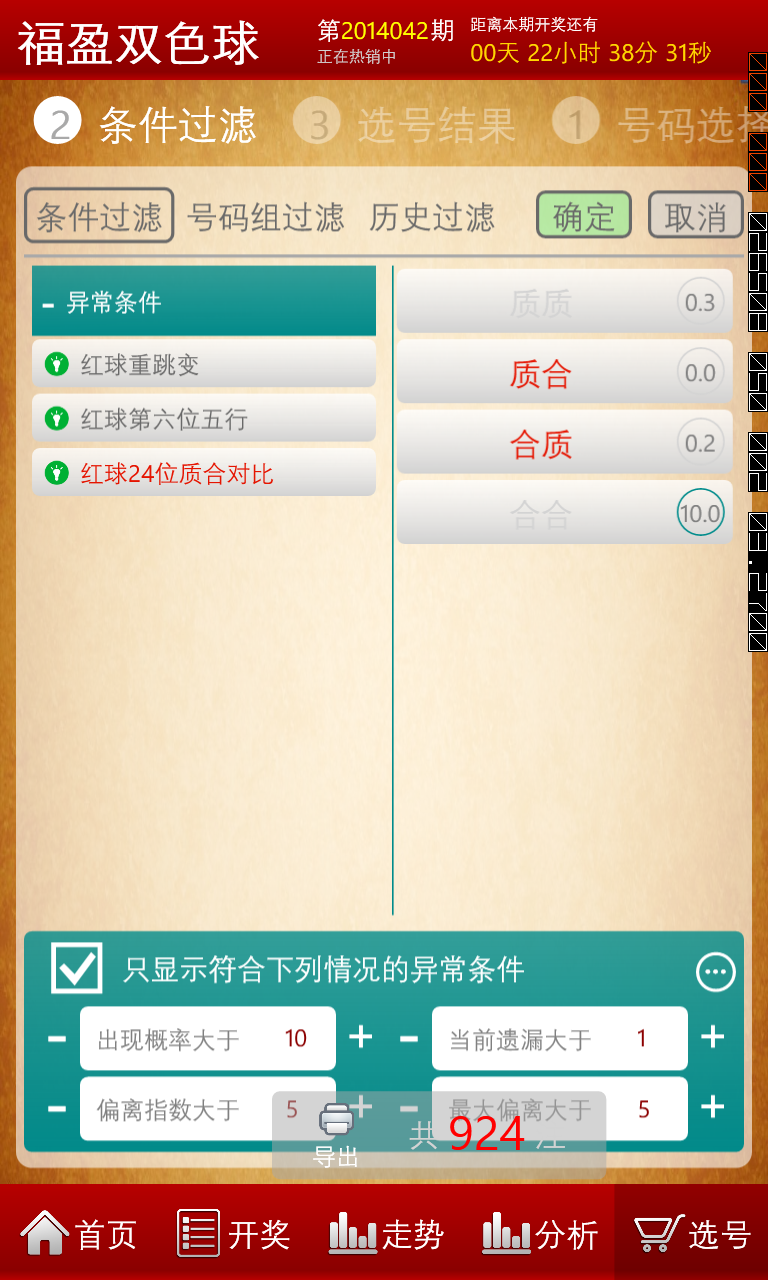 福盈双色球
第2014042期
正在热销中
距离本期开奖还有
00天 22小时 38分 31秒
2 条件过滤 3 选号结果 1 号码选择
条件过滤 号码组过滤 历史过滤 确定 取消
- 异常条件
红球重跳变
红球第六位五行
红球24位质合对比
质质 0.3
质合 0.0
合质 0.2
合合 10.0
只显示符合下列情况的异常条件
- 出现概率大于 10 +
- 当前遗漏大于 1 +
- 偏离指数大于 5 +
- 最大偏离大于 5 +
导出
共 924 注
首页 开奖 走势 分析 选号